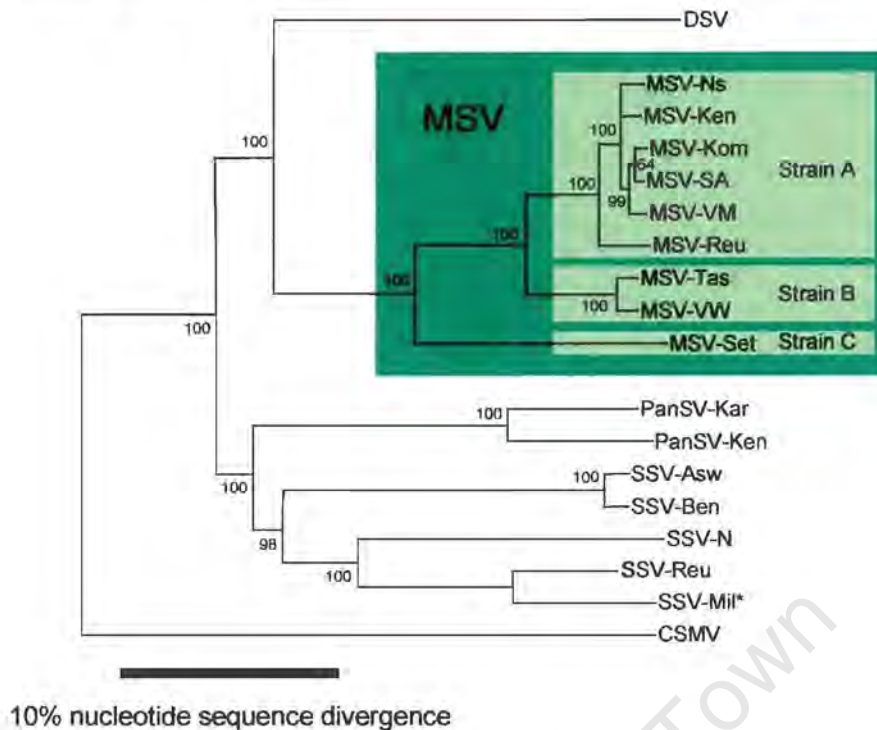 DSV
MSV
MSV-Ns
MSV-Ken
100
MSV-Kom
64
Strain A
100
MSV-SA
100
99
MSV-VM
100
MSV-Reu
100
MSV-Tas
Strain B
100
MSV-VW
MSV-Set Strain C
100
PanSV-Kar
100
PanSV-Ken
100
SSV-Asw
100
SSV-Ben
98
SSV-N
100
SSV-Reu
SSV-Mil*
CSMV
10% nucleotide sequence divergence
Town